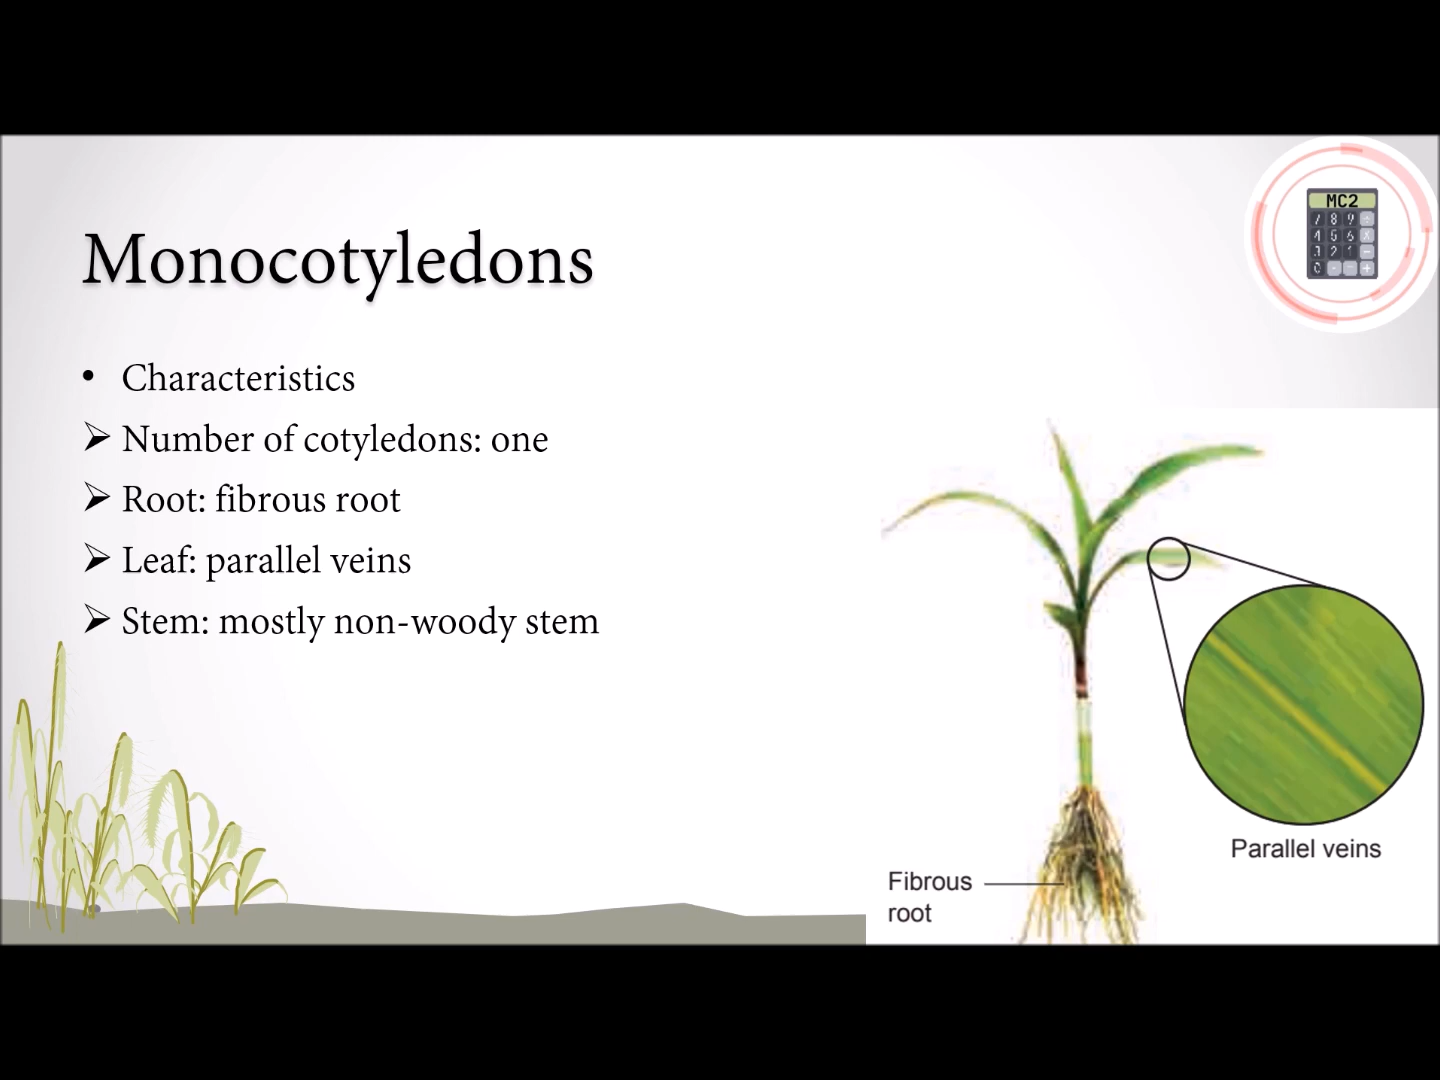 MC2
Monocotyledons
• Characteristics
➢ Number of cotyledons: one
➢ Root: fibrous root
➢ Leaf: parallel veins
➢ Stem: mostly non-woody stem
Parallel veins
Fibrous
root